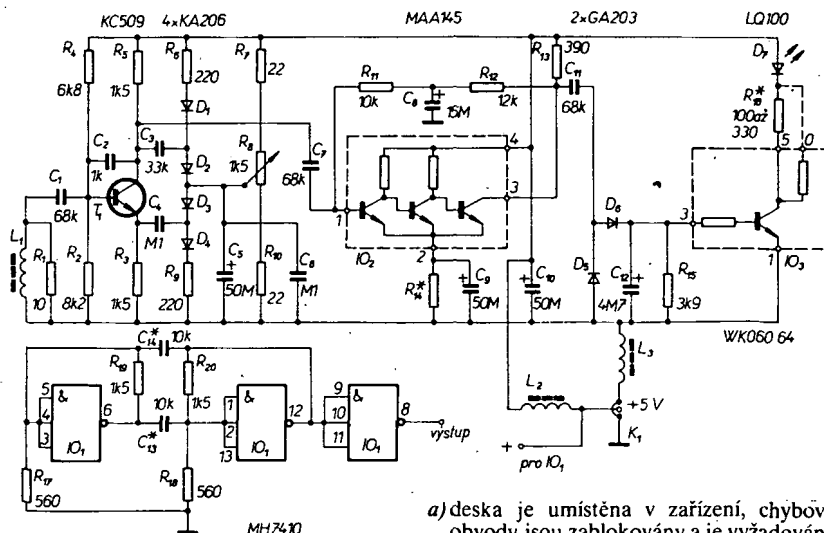 KC509 4xKA206 MAA145 2xGA203 LQ100
R4 6k8
R5 1k5
R6 220
R7 22
D1
C2 1k
C3 33k
D2
R8 1k5
C1 68k
T1
C4 M1
D3
D4
L1
R1 10
R2 8k2
R3 1k5
R9 220
C5 + 50M
R10 22
C6 M1
C7 68k
R11 10k
C8 + 15M
R12 12k
R13 390
C11 68k
4
3
1
IO2
2
R14*
C9 + 50M
C10 + 50M
D6
D5
C12 + 4M7
R15 3k9
D7
R16* 100až 330
5 0
3
1
IO3
WK060 64
C14* 10k
R19 1k5
R20 1k5
10k C13*
5 4 3 & 6 IO1
1 2 13 & 12 IO1
9 10 11 & 8 IO1
výstup
R17 560
R18 560
MH7410
L2
L3
+5 V
K1
+
pro IO1
a) deska je umístěna v zařízení, chybov
obvody jsou zablokovány a je vyžadován